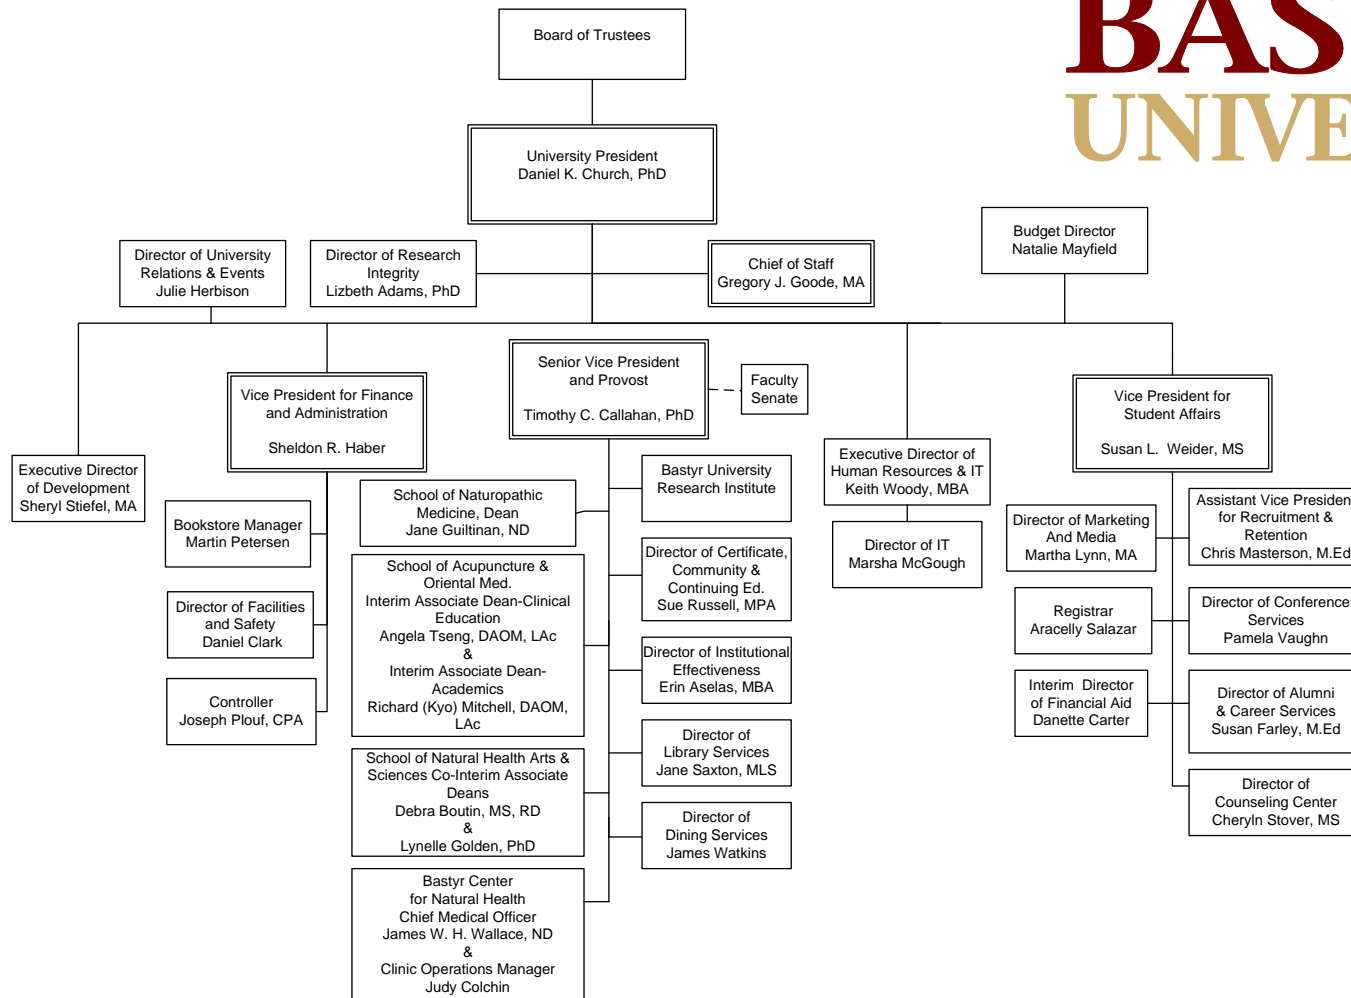 BAS
UNIVE
Board of Trustees
University President
Daniel K. Church, PhD
Budget Director
Natalie Mayfield
Director of University
Relations & Events
Julie Herbison
Director of Research
Integrity
Lizbeth Adams, PhD
Chief of Staff
Gregory J. Goode, MA
Senior Vice President
and Provost
Timothy C. Callahan, PhD
Faculty
Senate
Vice President for Finance
and Administration
Sheldon R. Haber
Vice President for
Student Affairs
Susan L.  Weider, MS
Executive Director
of Development
Sheryl Stiefel, MA
Executive Director of
Human Resources & IT
Keith Woody, MBA
Director of IT
Marsha McGough
Bookstore Manager
Martin Petersen
Director of Facilities
and Safety
Daniel Clark
Controller
Joseph Plouf, CPA
School of Naturopathic
Medicine, Dean
Jane Guiltinan, ND
School of Acupuncture &
Oriental Med.
Interim Associate Dean-Clinical
Education
Angela Tseng, DAOM, LAc
&
Interim Associate Dean-
Academics
Richard (Kyo) Mitchell, DAOM,
LAc
School of Natural Health Arts &
Sciences Co-Interim Associate
Deans
Debra Boutin, MS, RD
&
Lynelle Golden, PhD
Bastyr Center
for Natural Health
Chief Medical Officer
James W. H. Wallace, ND
&
Clinic Operations Manager
Judy Colchin
Bastyr University
Research Institute
Director of Certificate,
Community &
Continuing Ed.
Sue Russell, MPA
Director of Institutional
Effectiveness
Erin Aselas, MBA
Director of
Library Services
Jane Saxton, MLS
Director of
Dining Services
James Watkins
Director of Marketing
And Media
Martha Lynn, MA
Registrar
Aracelly Salazar
Interim  Director
of Financial Aid
Danette Carter
Assistant Vice Presiden
for Recruitment &
Retention
Chris Masterson, M.Ed
Director of Conference
Services
Pamela Vaughn
Director of Alumni
& Career Services
Susan Farley, M.Ed
Director of
Counseling Center
Cheryln Stover, MS